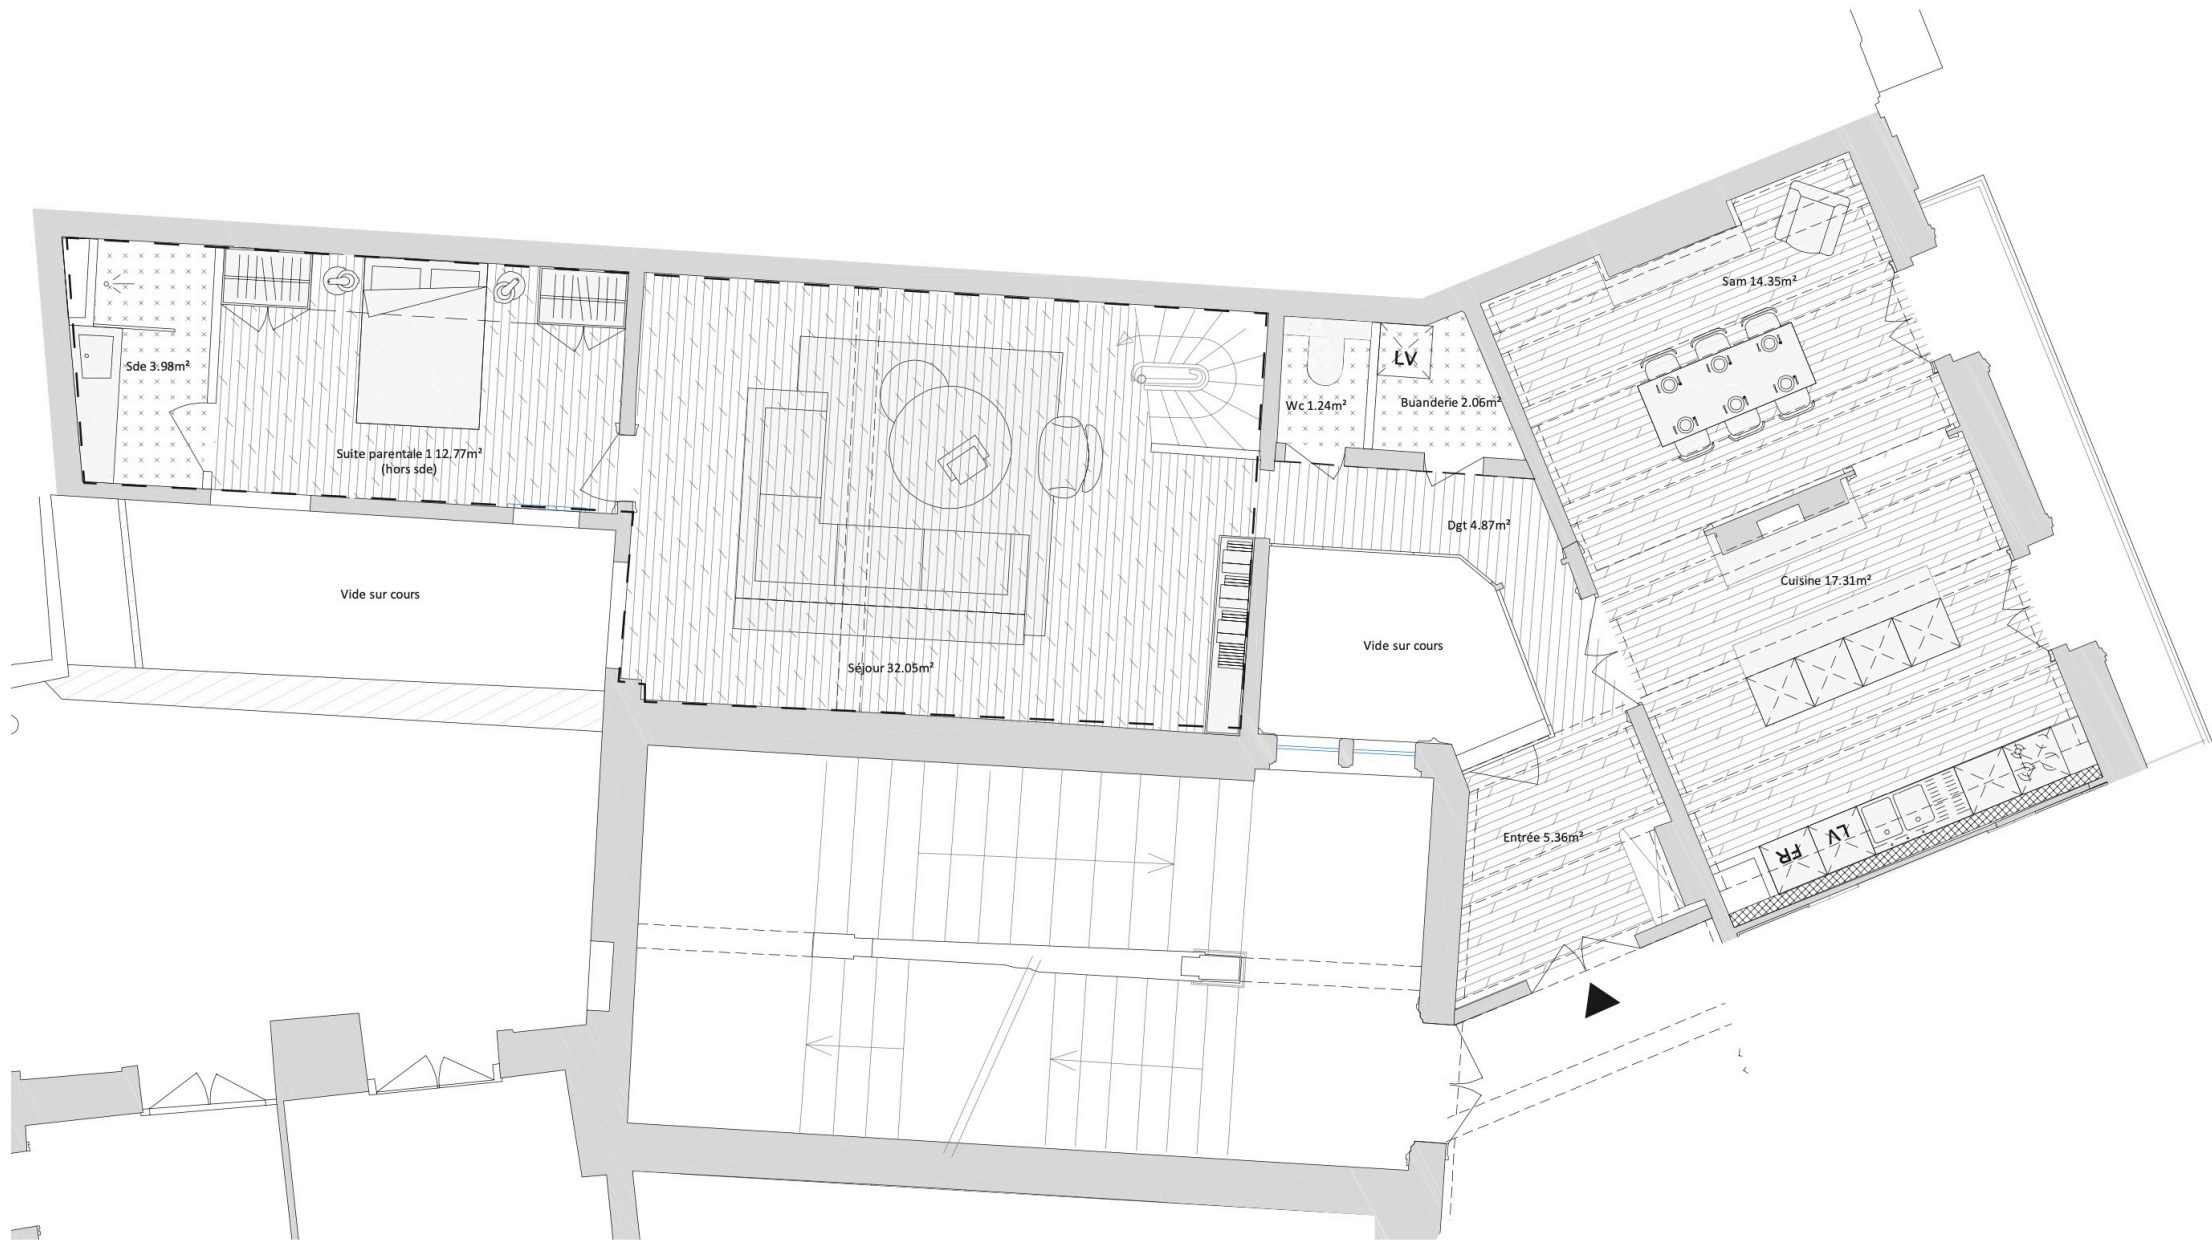 Sam 14.35m²
LV
Sde 3.98m²
Wc 1.24m²
Buanderie 2.06m²
Suite parentale 1 12.77m²
(hors sde)
Dgt 4.87m²
Cuisine 17.31m²
Vide sur cours
Vide sur cours
Séjour 32.05m²
Entrée 5.36m²
LV
FR